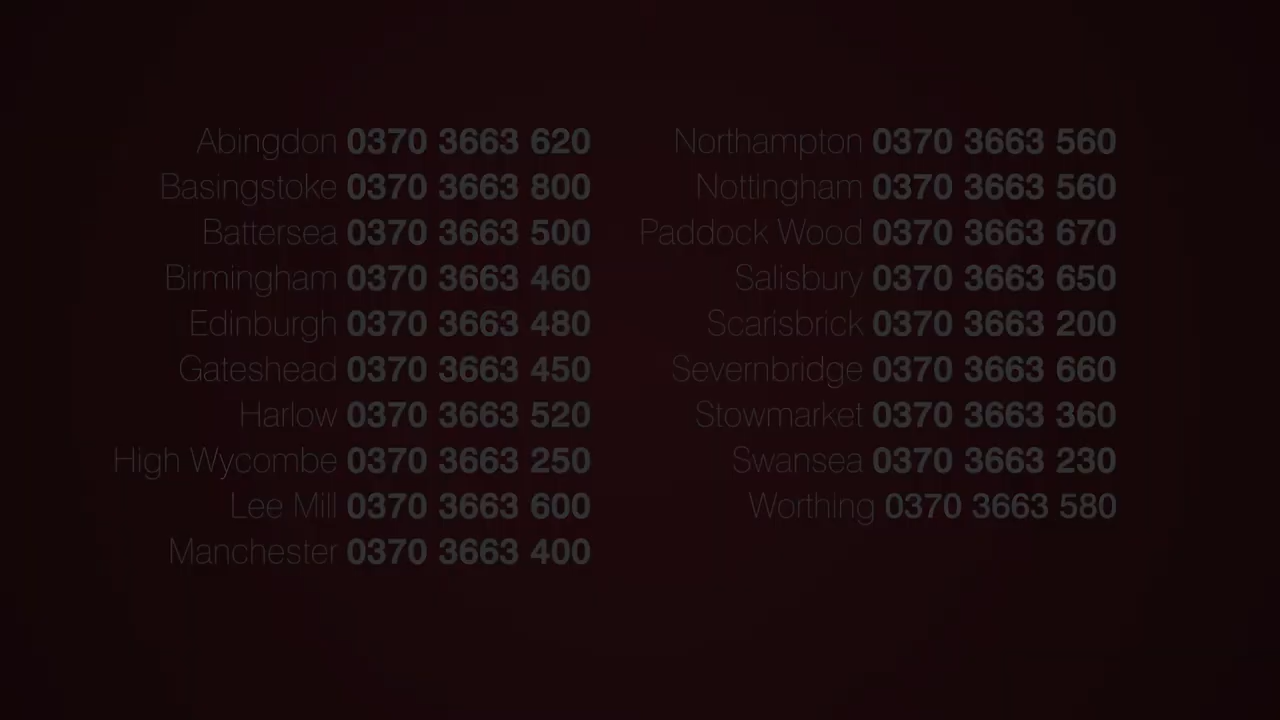 Abingdon 0370 3663 620
Basingstoke 0370 3663 800
Battersea 0370 3663 500
Birmingham 0370 3663 460
Edinburgh 0370 3663 480
Gateshead 0370 3663 450
Harlow 0370 3663 520
High Wycombe 0370 3663 250
Lee Mill 0370 3663 600
Manchester 0370 3663 400
Northampton 0370 3663 560
Nottingham 0370 3663 560
Paddock Wood 0370 3663 670
Salisbury 0370 3663 650
Scarisbrick 0370 3663 200
Severnbridge 0370 3663 660
Stowmarket 0370 3663 360
Swansea 0370 3663 230
Worthing 0370 3663 580